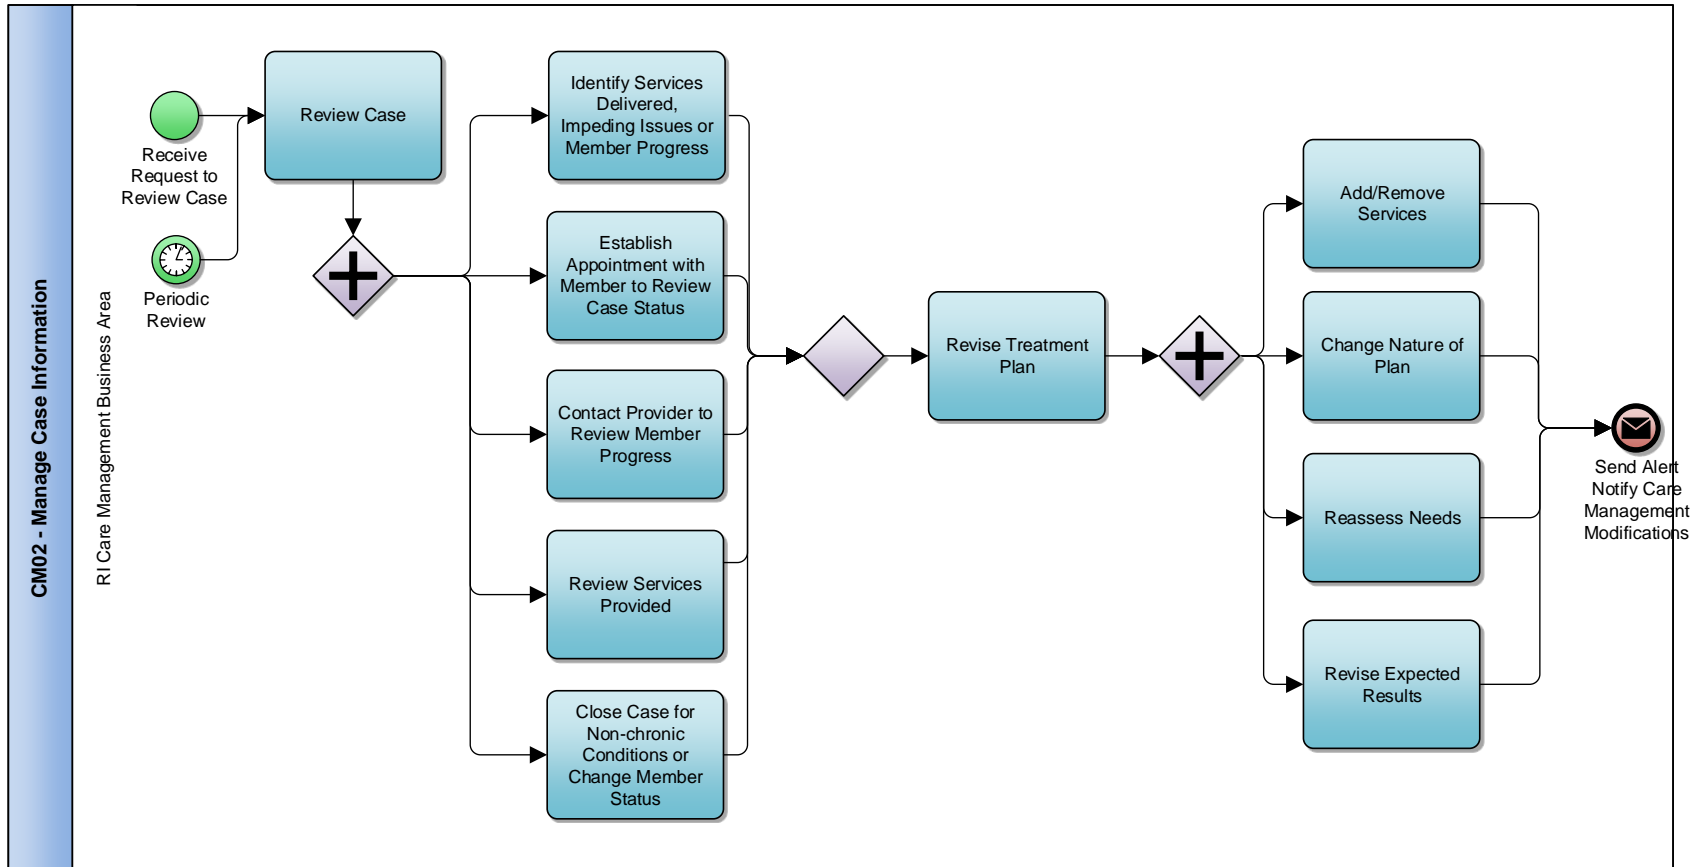 CM02 - Manage Case Information
RI Care Management Business Area
Receive
Request to
Review Case
Periodic
Review
Review Case
Identify Services
Delivered,
Impeding Issues or
Member Progress
Establish
Appointment with
Member to Review
Case Status
Contact Provider to
Review Member
Progress
Review Services
Provided
Close Case for
Non-chronic
Conditions or
Change Member
Status
Revise Treatment
Plan
Add/Remove
Services
Change Nature of
Plan
Reassess Needs
Revise Expected
Results
Send Alert
Notify Care
Management
Modifications